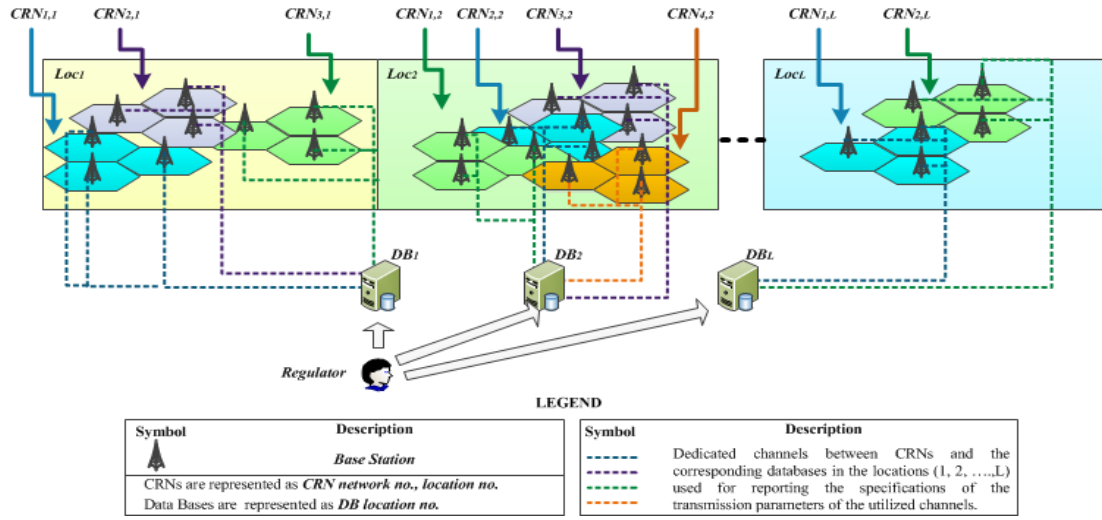 CRN1,1 CRN2,1 CRN3,1 CRN1,2 CRN2,2 CRN3,2 CRN4,2 CRN1,L CRN2,L
Loc1 Loc2 LocL
DB1 DB2 DBL
Regulator
LEGEND
Symbol Description
Base Station
CRNs are represented as CRN network no., location no.
Data Bases are represented as DB location no.
Symbol Description
Dedicated channels between CRNs and the
corresponding databases in the locations (1, 2, ….,L)
used for reporting the specifications of the
transmission parameters of the utilized channels.